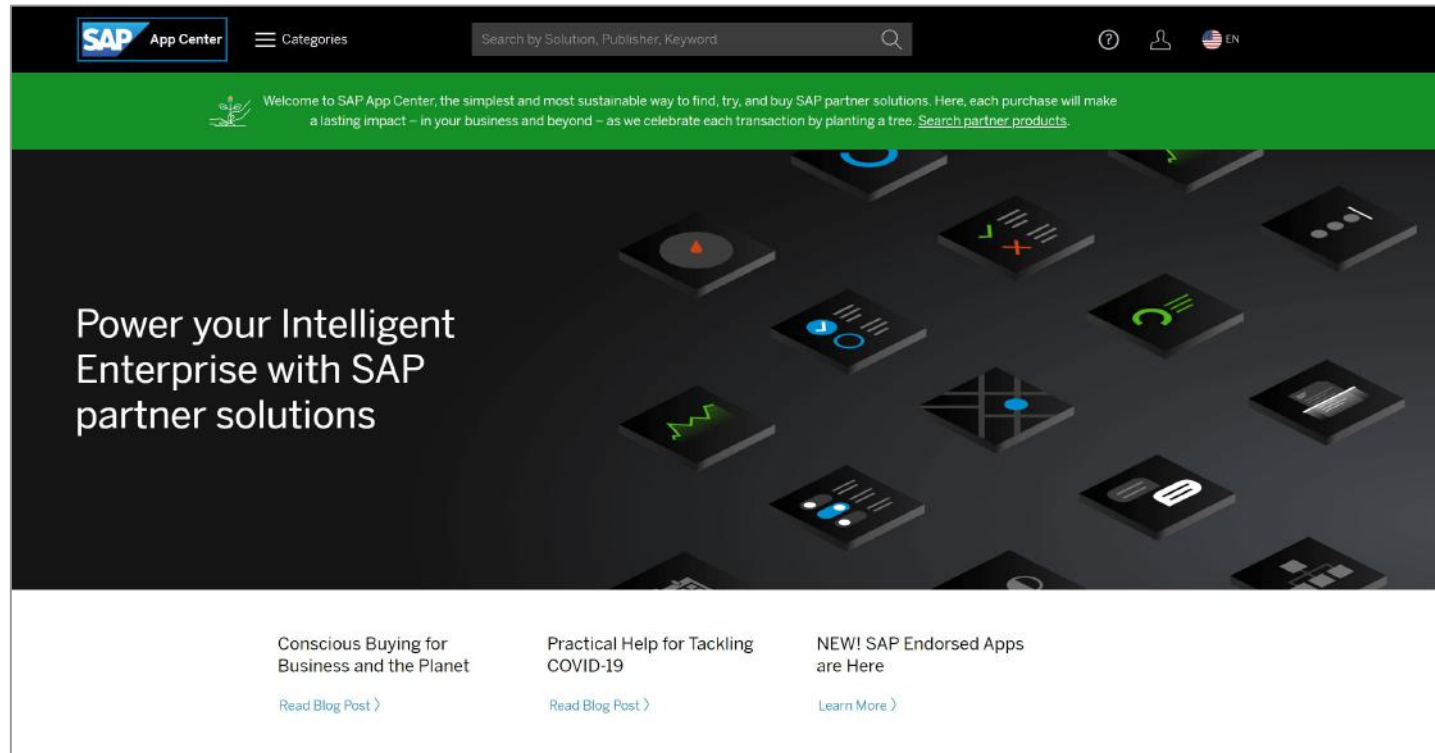 SAP App Center
Categories
Search by Solution, Publisher, Keyword
EN
Welcome to SAP App Center, the simplest and most sustainable way to find, try, and buy SAP partner solutions. Here, each purchase will make
a lasting impact – in your business and beyond – as we celebrate each transaction by planting a tree. Search partner products.
Power your Intelligent
Enterprise with SAP
partner solutions
Conscious Buying for
Business and the Planet
Read Blog Post 〉
Practical Help for Tackling
COVID-19
Read Blog Post 〉
NEW! SAP Endorsed Apps
are Here
Learn More 〉